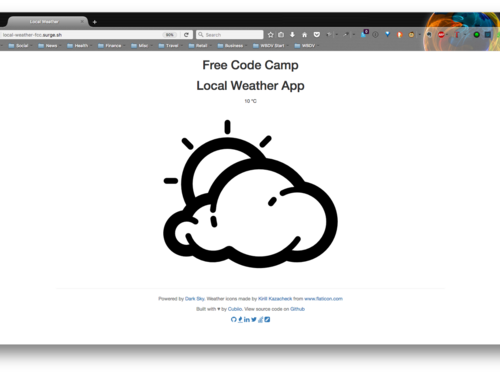 Local Weather
local-weather-fcc.surge.sh
90%
Search
Social
News
Health
Finance
Misc
Travel
Retail
Business
WBDV Start
WBDV
Free Code Camp
Local Weather App
10 °C
Powered by Dark Sky. Weather icons made by Kirill Kazacheck from www.flaticon.com
Built with ♥ by Cubilo. View source code on Github